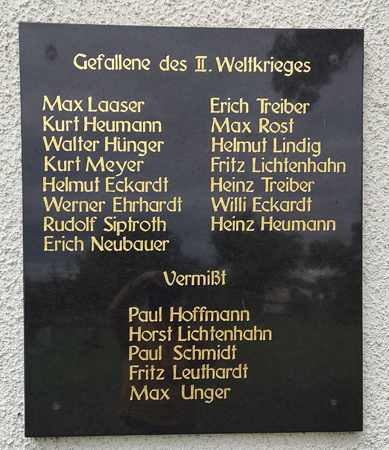 Gefallene des II. Weltkrieges
Max Laaser
Kurt Heumann
Walter Hünger
Kurt Meyer
Helmut Eckardt
Werner Ehrhardt
Rudolf Siptroth
Erich Neubauer
Erich Treiber
Max Rost
Helmut Lindig
Fritz Lichtenhahn
Heinz Treiber
Willi Eckardt
Heinz Heumann
Vermißt
Paul Hoffmann
Horst Lichtenhahn
Paul Schmidt
Fritz Leuthardt
Max Unger